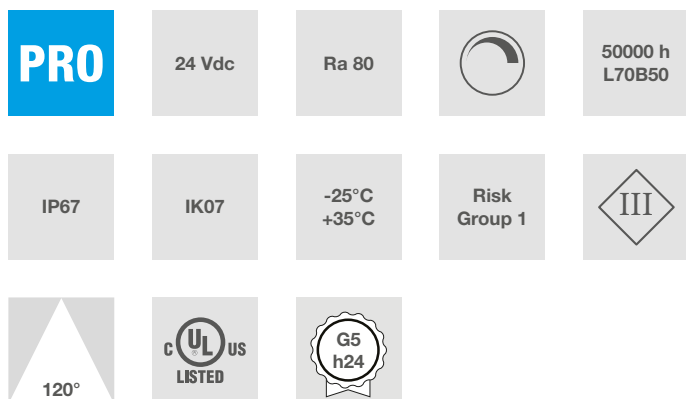 PRO
24 Vdc
Ra 80
50000 h
L70B50
IP67
IK07
-25°C
+35°C
Risk
Group 1
III
120°
C UL US
®
LISTED
G5
h24